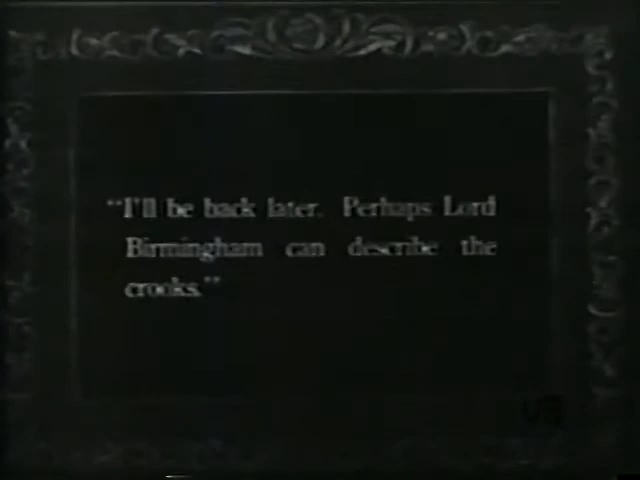 “I'll be back later. Perhaps Lord
Birmingham can describe the
crooks.”